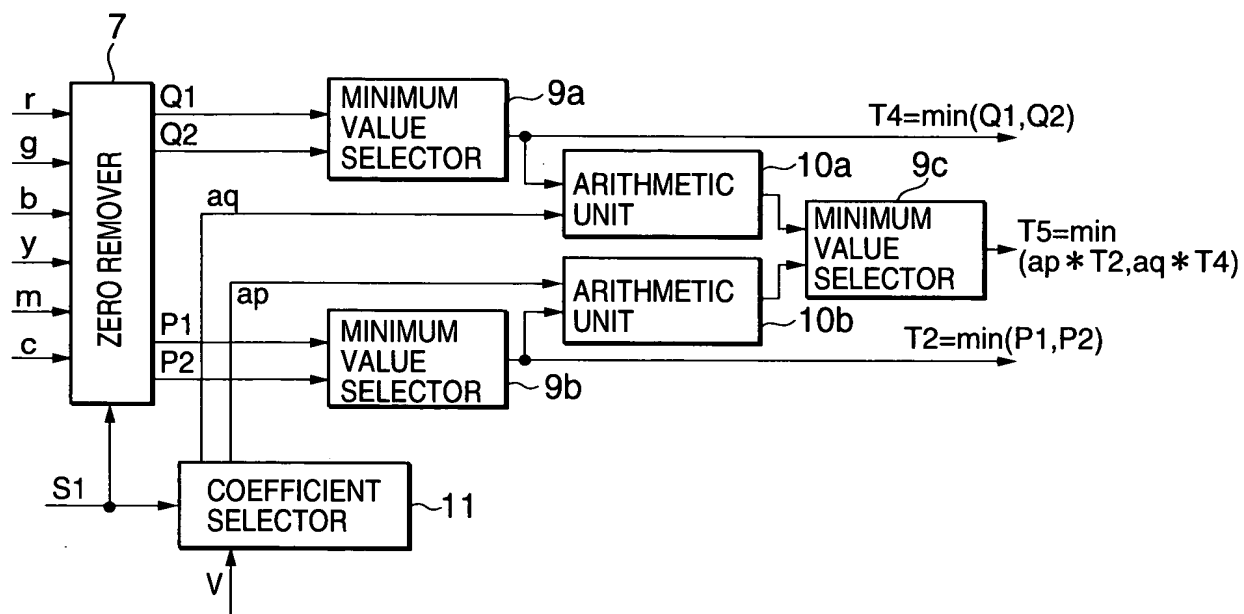 7
r
g
b
y
m
c
ZERO REMOVER
Q1
Q2
P1
P2
MINIMUM
VALUE
SELECTOR
9a
T4=min(Q1,Q2)
aq
ARITHMETIC
UNIT
10a
9c
MINIMUM
VALUE
SELECTOR
T5=min
(ap*T2,aq*T4)
ap
ARITHMETIC
UNIT
10b
MINIMUM
VALUE
SELECTOR
9b
T2=min(P1,P2)
S1
COEFFICIENT
SELECTOR
11
V